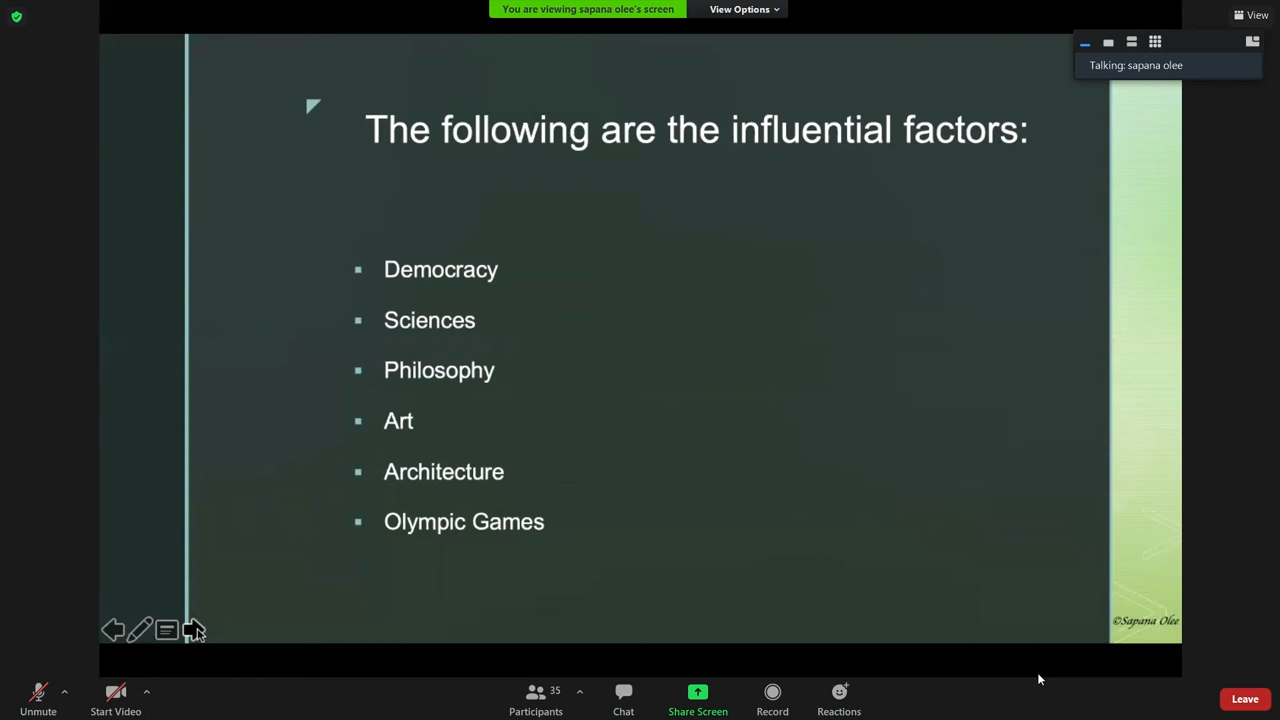 You are viewing sapana olee's screen
View Options
View
Talking: sapana olee
The following are the influential factors:
Democracy
Sciences
Philosophy
Art
Architecture
Olympic Games
©Sapana Olee
Unmute
Start Video
35
Participants
Chat
Share Screen
Record
Reactions
Leave